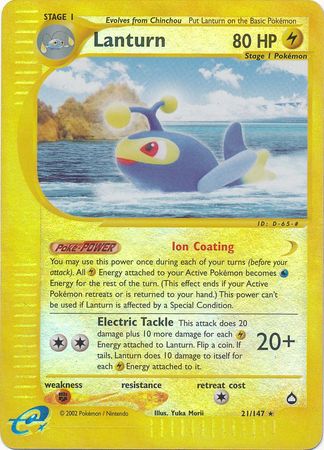 STAGE 1
Evolves from Chinchou Put Lanturn on the Basic Pokémon
Lanturn 80 HP
Stage 1 Pokémon
ID: D-65-#
Poké-POWER Ion Coating
You may use this power once during each of your turns (before your
attack). All Energy attached to your Active Pokémon becomes
Energy for the rest of the turn. (This effect ends if your Active
Pokémon retreats or is returned to your hand.) This power can't
be used if Lanturn is affected by a Special Condition.
Electric Tackle This attack does 20
damage plus 10 more damage for each
Energy attached to Lanturn. Flip a coin. If
tails, Lanturn does 10 damage to itself for
each Energy attached to Lanturn.
20+
weakness resistance retreat cost
e
© 2002 Pokémon / Nintendo Illus. Yuka Morii 21/147 ★